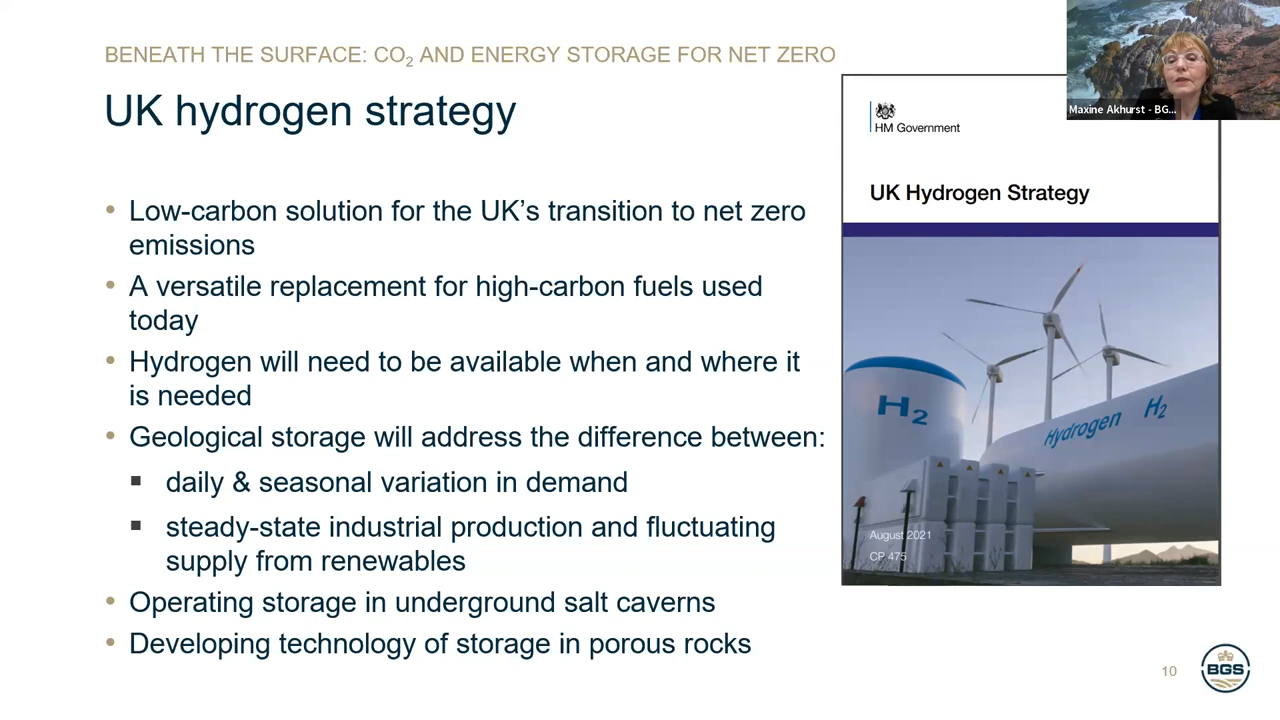 BENEATH THE SURFACE: CO₂ AND ENERGY STORAGE FOR NET ZERO
UK hydrogen strategy
• Low-carbon solution for the UK’s transition to net zero
emissions
• A versatile replacement for high-carbon fuels used
today
• Hydrogen will need to be available when and where it
is needed
• Geological storage will address the difference between:
▪ daily & seasonal variation in demand
▪ steady-state industrial production and fluctuating
supply from renewables
• Operating storage in underground salt caverns
• Developing technology of storage in porous rocks
Maxine Akhurst - BG...
HM Government
UK Hydrogen Strategy
H₂
Hydrogen H₂
August 2021
CP 475
10
BGS